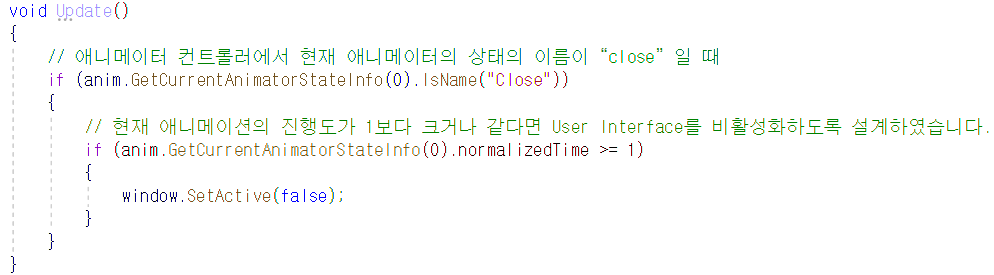 void Update()
{
// 애니메이터 컨트롤러에서 현재 애니메이터의 상태의 이름이 “close” 일 때
if (anim.GetCurrentAnimatorStateInfo(0).IsName("Close"))
{
// 현재 애니메이션의 진행도가 1보다 크거나 같다면 User Interface를 비활성화하도록 설계하였습니다.
if (anim.GetCurrentAnimatorStateInfo(0).normalizedTime >= 1)
{
window.SetActive(false);
}
}
}